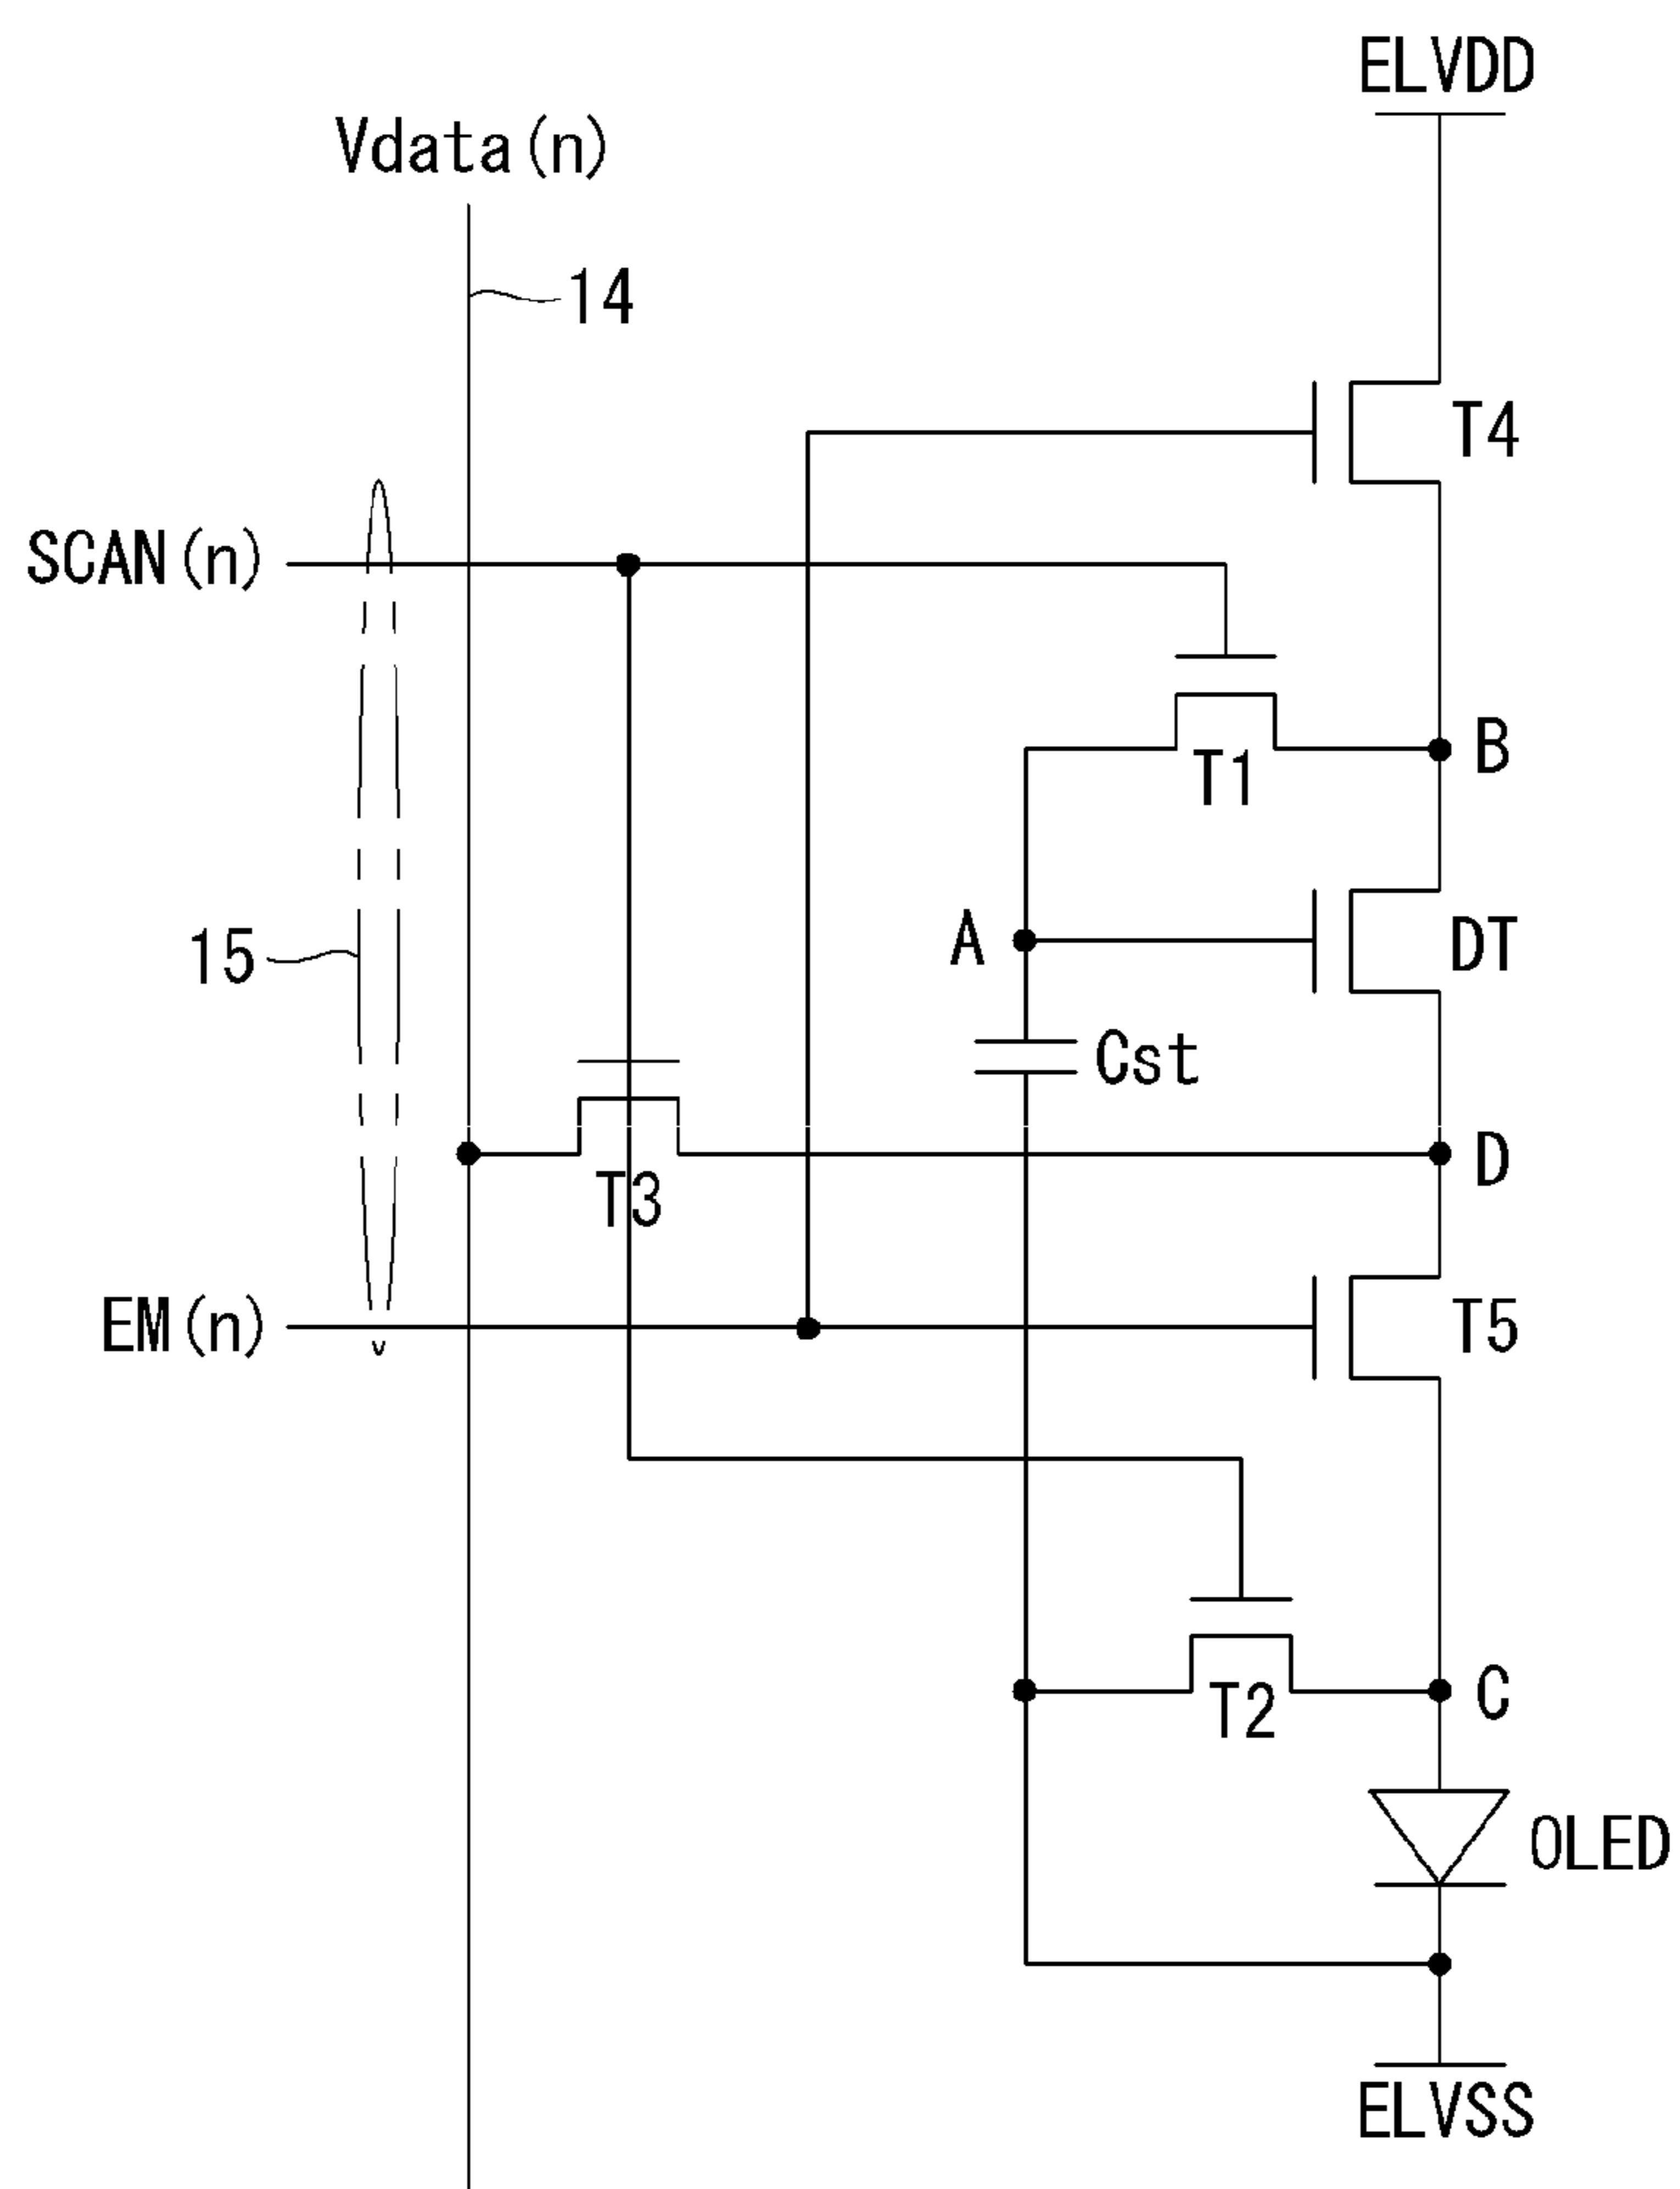 ELVDD
Vdata(n)
14
T4
SCAN(n)
B
T1
A
DT
15
Cst
D
T3
EM(n)
T5
C
T2
OLED
ELVSS